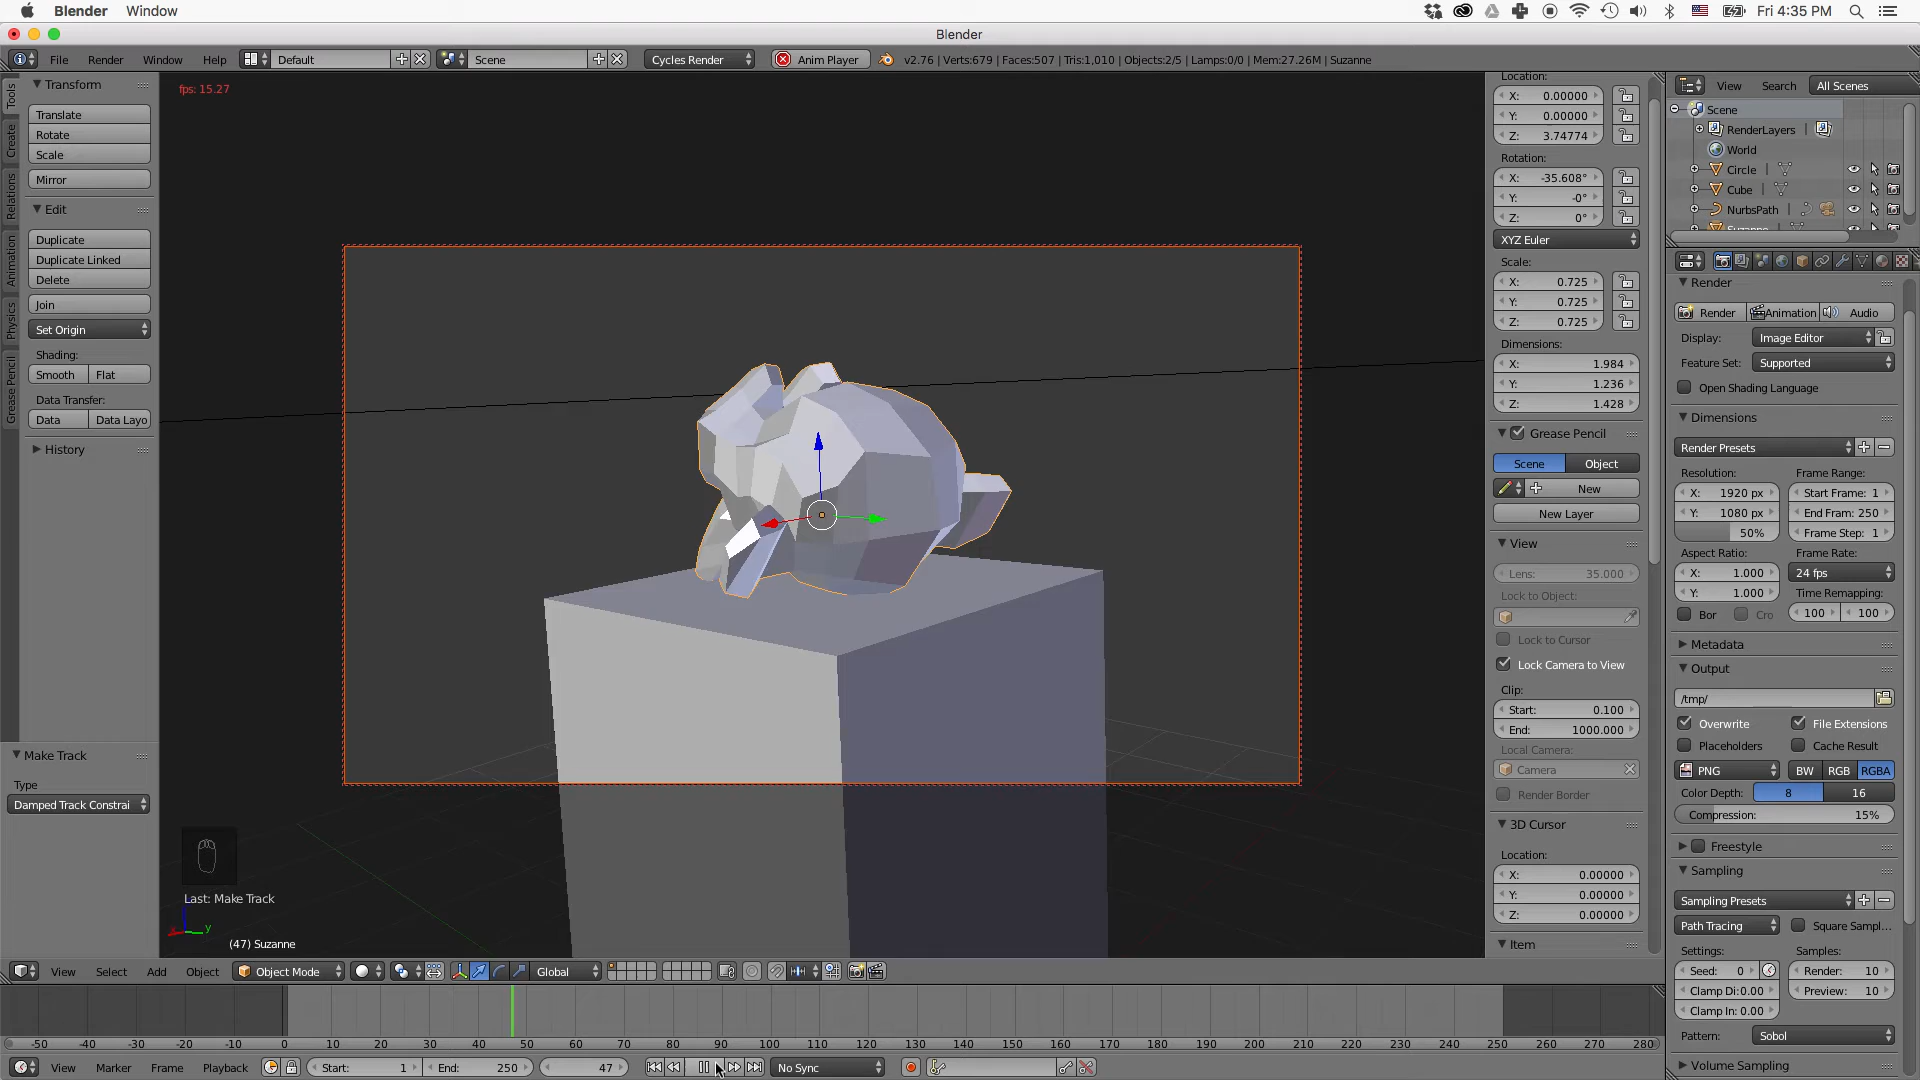 Blender Window Fri 4:35 PM
Blender
File Render Window Help Default Scene Cycles Render Anim Player v2.76 | Verts:679 | Faces:507 | Tris:1,010 | Objects:2/5 | Lamps:0/0 | Mem:27.26M | Suzanne
Tools
Create
Relations
Animation
Physics
Grease Pencil
Transform
Translate
Rotate
Scale
Mirror
Edit
Duplicate
Duplicate Linked
Delete
Join
Set Origin
Shading:
Smooth Flat
Data Transfer:
Data Data Layo
History
Make Track
Type
Damped Track Constrai
fps: 15.27
Last: Make Track
y
(47) Suzanne
Location:
X: 0.00000
Y: 0.00000
Z: 3.74774
Rotation:
X: -35.608°
Y: -0°
Z: 0°
XYZ Euler
Scale:
X: 0.725
Y: 0.725
Z: 0.725
Dimensions:
X: 1.984
Y: 1.236
Z: 1.428
Grease Pencil
Scene Object
New
New Layer
View
Lens: 35.000
Lock to Object:
Lock to Cursor
Lock Camera to View
Clip:
Start: 0.100
End: 1000.000
Local Camera:
Camera
Render Border
3D Cursor
Location:
X: 0.00000
Y: 0.00000
Z: 0.00000
Item
View Search All Scenes
Scene
RenderLayers |
World
Circle |
Cube |
NurbsPath |
Suzanne
Render
Render Animation Audio
Display: Image Editor
Feature Set: Supported
Open Shading Language
Dimensions
Render Presets
Resolution: Frame Range:
X: 1920 px Start Frame: 1
Y: 1080 px End Fram: 250
50% Frame Step: 1
Aspect Ratio: Frame Rate:
X: 1.000 24 fps
Y: 1.000 Time Remapping:
Bor Cro 100 100
Metadata
Output
/tmp/
Overwrite File Extensions
Placeholders Cache Result
PNG BW RGB RGBA
Color Depth: 8 16
Compression: 15%
Freestyle
Sampling
Sampling Presets
Path Tracing Square Sampl...
Settings: Samples:
Seed: 0 Render: 10
Clamp Di:0.00 Preview: 10
Clamp In: 0.00
Pattern: Sobol
Volume Sampling
View Select Add Object Object Mode Global
-50 -40 -30 -20 -10 0 10 20 30 40 50 60 70 80 90 100 110 120 130 140 150 160 170 180 190 200 210 220 230 240 250 260 270 280
View Marker Frame Playback Start: 1 End: 250 47 No Sync